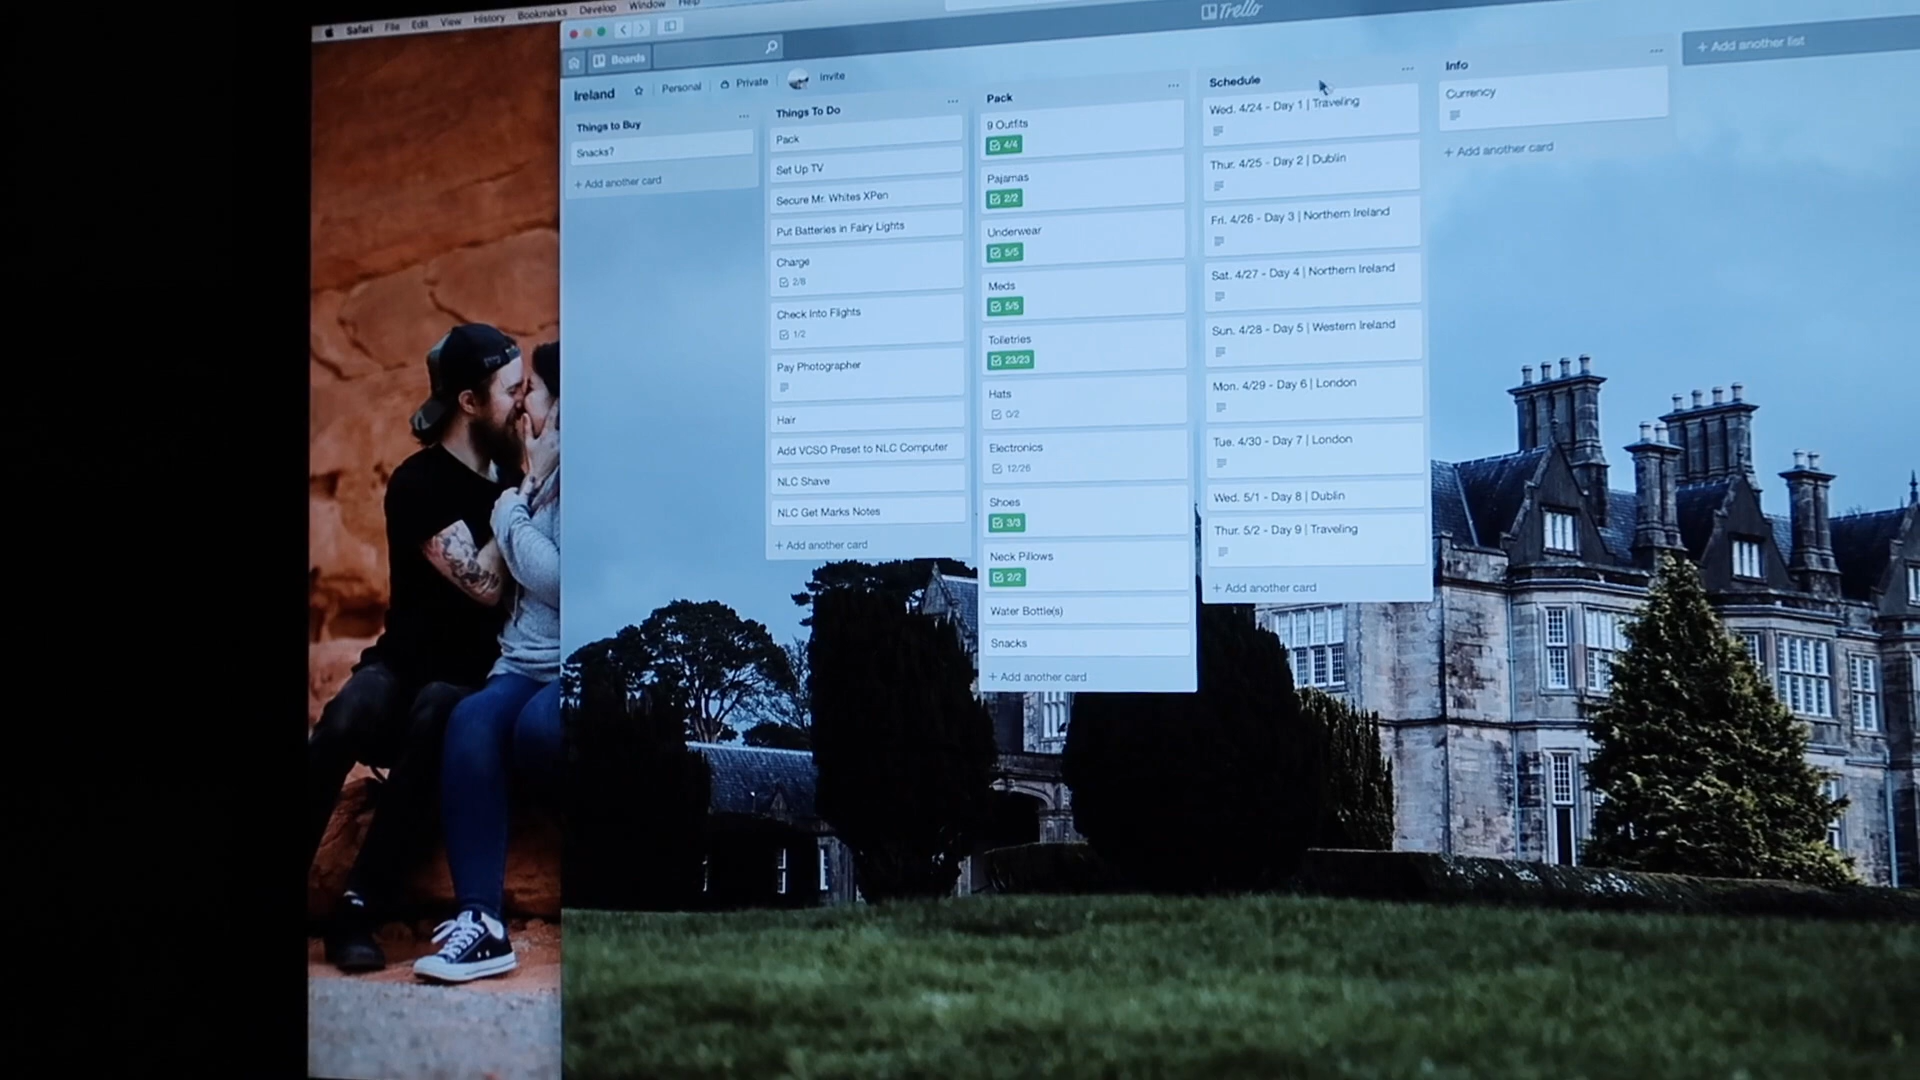 Safari File Edit View History Bookmarks Develop Window Help
Trello
Boards
Ireland Personal Private Invite
Things to Buy
Snacks?
+ Add another card
Things To Do
Pack
Set Up TV
Secure Mr. Whites XPen
Put Batteries in Fairy Lights
Charge
2/8
Check Into Flights
1/2
Pay Photographer
Hair
Add VCSO Preset to NLC Computer
NLC Shave
NLC Get Marks Notes
+ Add another card
Pack
9 Outfits
4/4
Pajamas
2/2
Underwear
5/5
Meds
5/5
Toiletries
23/23
Hats
0/2
Electronics
12/26
Shoes
3/3
Neck Pillows
2/2
Water Bottle(s)
Snacks
+ Add another card
Schedule
Wed. 4/24 - Day 1 | Traveling
Thur. 4/25 - Day 2 | Dublin
Fri. 4/26 - Day 3 | Northern Ireland
Sat. 4/27 - Day 4 | Northern Ireland
Sun. 4/28 - Day 5 | Western Ireland
Mon. 4/29 - Day 6 | London
Tue. 4/30 - Day 7 | London
Wed. 5/1 - Day 8 | Dublin
Thur. 5/2 - Day 9 | Traveling
+ Add another card
Info
Currency
+ Add another card
+ Add another list